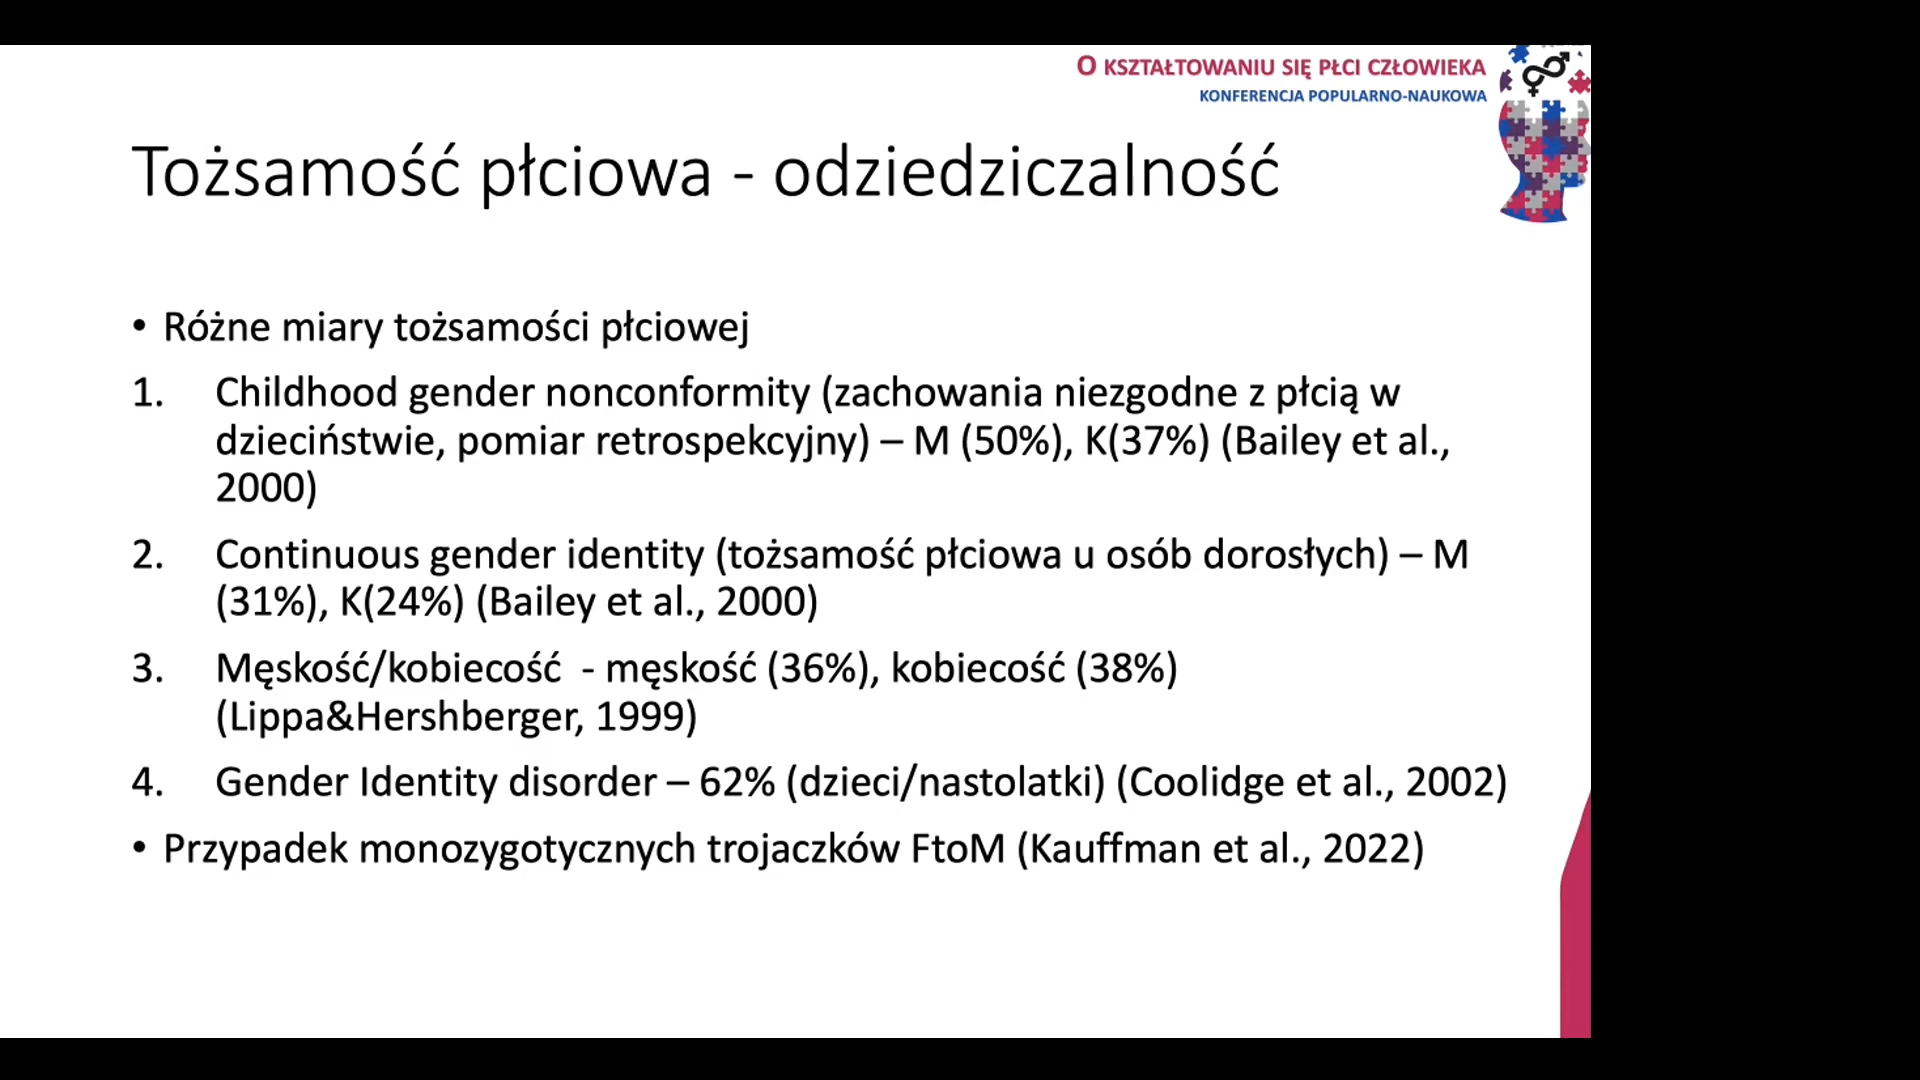 O KSZTAŁTOWANIU SIĘ PŁCI CZŁOWIEKA
KONFERENCJA POPULARNO-NAUKOWA
Tożsamość płciowa - odziedziczalność
• Różne miary tożsamości płciowej
1. Childhood gender nonconformity (zachowania niezgodne z płcią w
dzieciństwie, pomiar retrospekcyjny) – M (50%), K(37%) (Bailey et al.,
2000)
2. Continuous gender identity (tożsamość płciowa u osób dorosłych) – M
(31%), K(24%) (Bailey et al., 2000)
3. Męskość/kobiecość - męskość (36%), kobiecość (38%)
(Lippa&Hershberger, 1999)
4. Gender Identity disorder – 62% (dzieci/nastolatki) (Coolidge et al., 2002)
• Przypadek monozygotycznych trojaczków FtoM (Kauffman et al., 2022)